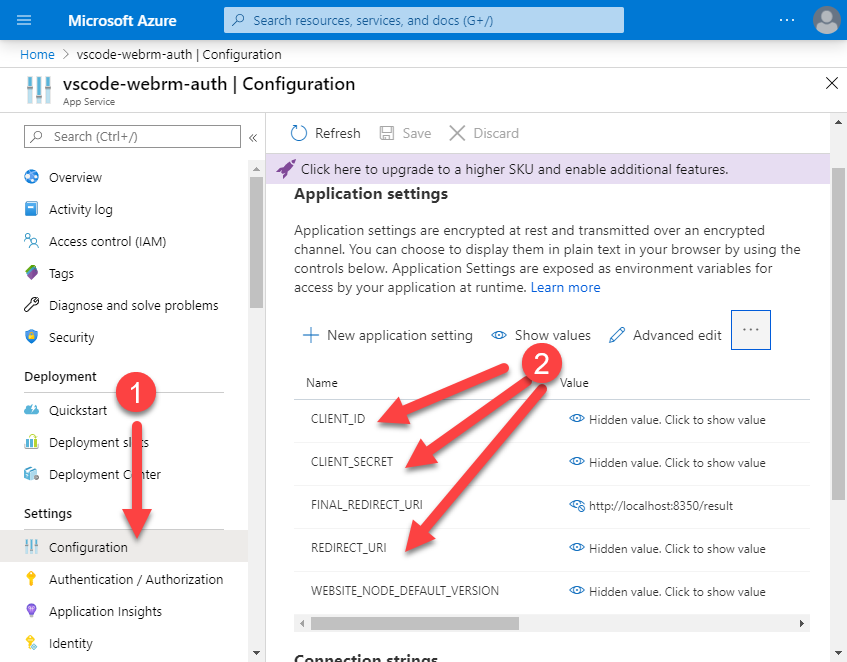 Microsoft Azure
Search resources, services, and docs (G+/)
Home > vscode-webrm-auth | Configuration
vscode-webrm-auth | Configuration
App Service
Search (Ctrl+/)
Overview
Activity log
Access control (IAM)
Tags
Diagnose and solve problems
Security
Deployment
1
Quickstart
Deployment slots
Deployment Center
Settings
Configuration
Authentication / Authorization
Application Insights
Identity
Refresh
Save
Discard
Click here to upgrade to a higher SKU and enable additional features.
Application settings
Application settings are encrypted at rest and transmitted over an encrypted
channel. You can choose to display them in plain text in your browser by using the
controls below. Application Settings are exposed as environment variables for
access by your application at runtime. Learn more
New application setting
Show values
Advanced edit
2
Name Value
CLIENT_ID Hidden value. Click to show value
CLIENT_SECRET Hidden value. Click to show value
FINAL_REDIRECT_URI http://localhost:8350/result
REDIRECT_URI Hidden value. Click to show value
WEBSITE_NODE_DEFAULT_VERSION Hidden value. Click to show value
Connection strings